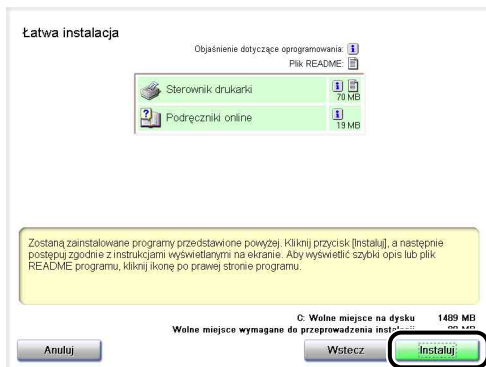 Łatwa instalacja
Objaśnienie dotyczące oprogramowania:
Plik README:
Sterownik drukarki
70 MB
Podręczniki online
19 MB
Zostaną zainstalowane programy przedstawione powyżej. Kliknij przycisk [Instaluj], a następnie
postępuj zgodnie z instrukcjami wyświetlanymi na ekranie. Aby wyświetlić szybki opis lub plik
README programu, kliknij ikonę po prawej stronie programu.
C: Wolne miejsce na dysku 1489 MB
Wolne miejsce wymagane do przeprowadzenia instalacji MB
Anuluj Wstecz Instaluj